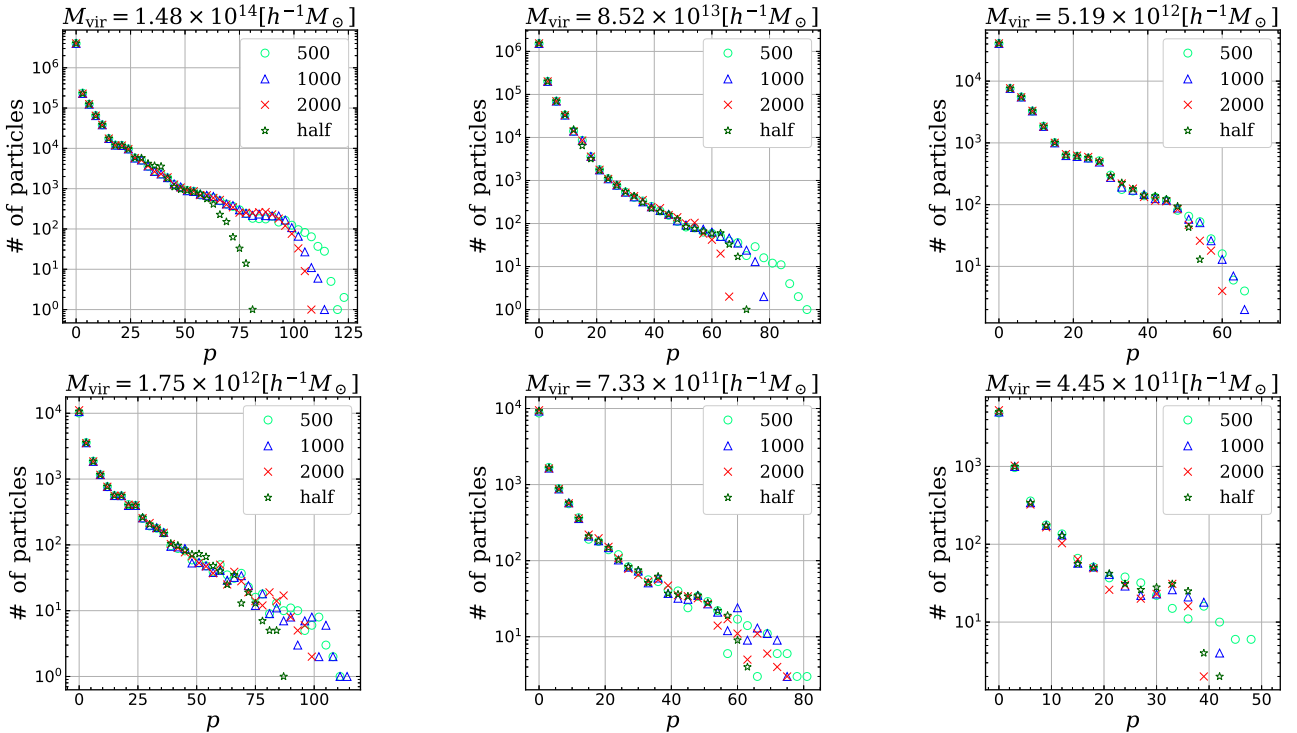 M_vir = 1.48 × 10^14 [h^−1 M_⊙]
# of particles
10^6
10^5
10^4
10^3
10^2
10^1
10^0
500
1000
2000
half
0 25 50 75 100 125
p
M_vir = 8.52 × 10^13 [h^−1 M_⊙]
# of particles
10^6
10^5
10^4
10^3
10^2
10^1
10^0
500
1000
2000
half
0 20 40 60 80
p
M_vir = 5.19 × 10^12 [h^−1 M_⊙]
# of particles
10^4
10^3
10^2
10^1
500
1000
2000
half
0 20 40 60
p
M_vir = 1.75 × 10^12 [h^−1 M_⊙]
# of particles
10^4
10^3
10^2
10^1
10^0
500
1000
2000
half
0 25 50 75 100
p
M_vir = 7.33 × 10^11 [h^−1 M_⊙]
# of particles
10^4
10^3
10^2
10^1
500
1000
2000
half
0 20 40 60 80
p
M_vir = 4.45 × 10^11 [h^−1 M_⊙]
# of particles
10^3
10^2
10^1
500
1000
2000
half
0 10 20 30 40 50
p